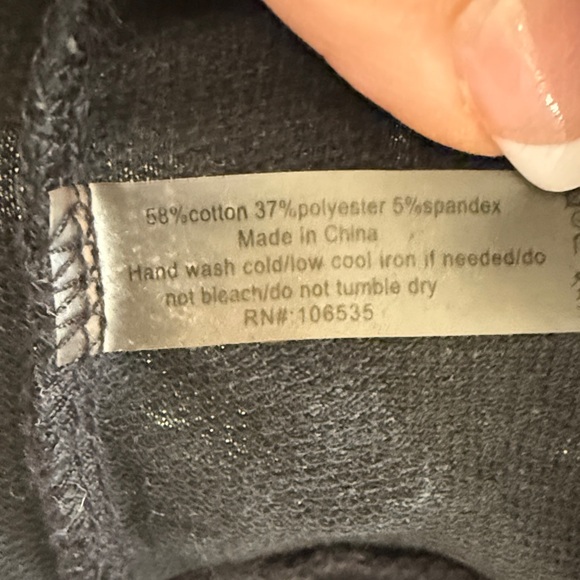 58%cotton 37%polyester 5%spandex
Made in China
Hand wash cold/low cool iron if needed/do
not bleach/do not tumble dry
RN#:106535